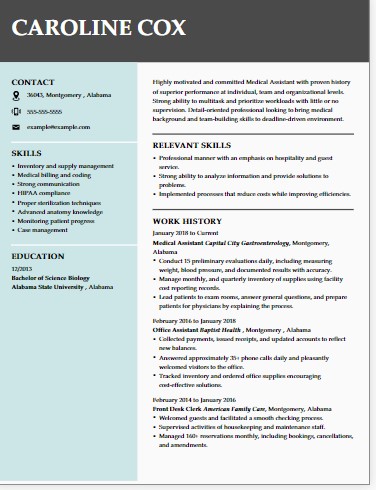 CAROLINE COX
CONTACT
36043, Montgomery , Alabama
555-555-5555
example@example.com
SKILLS
• Inventory and supply management
• Medical billing and coding
• Strong communication
• HIPAA compliance
• Proper sterilization techniques
• Advanced anatomy knowledge
• Monitoring patient progress
• Case management
EDUCATION
12/2013
Bachelor of Science Biology
Alabama State University , Alabama
Highly motivated and committed Medical Assistant with proven history
of superior performance at individual, team and organizational levels.
Strong ability to multitask and prioritize workloads with little or no
supervision. Detail-oriented professional looking to bring medical
background and team-building skills to deadline-driven environment.
RELEVANT SKILLS
• Professional manner with an emphasis on hospitality and guest
service.
• Strong ability to analyze information and provide solutions to
problems.
• Implemented processes that reduce costs while improving efficiencies.
WORK HISTORY
January 2018 to Current
Medical Assistant Capital City Gastroenterology, Montgomery,
Alabama
• Conduct 15 preliminary evaluations daily, including measuring
weight, blood pressure, and documented results with accuracy.
• Manage monthly, and quarterly inventory of supplies using facility
cost reporting records.
• Lead patients to exam rooms, answer general questions, and prepare
patients for physicians by explaining exam process.
February 2016 to January 2018
Office Assistant Baptist Health , Montgomery , Alabama
• Collected payments, issued receipts, and updated accounts to reflect
new balances.
• Answered approximately 35+ phone calls daily and pleasantly
welcomed visitors to the office.
• Tracked inventory and ordered office supplies encouraging
cost-effective solutions.
February 2014 to January 2016
Front Desk Clerk American Family Care, Montgomery, Alabama
• Welcomed guests and facilitated a smooth checking process.
• Supervised activities of housekeeping and maintenance staff.
• Managed 160+ reservations monthly, including bookings, cancellations,
and amendments.